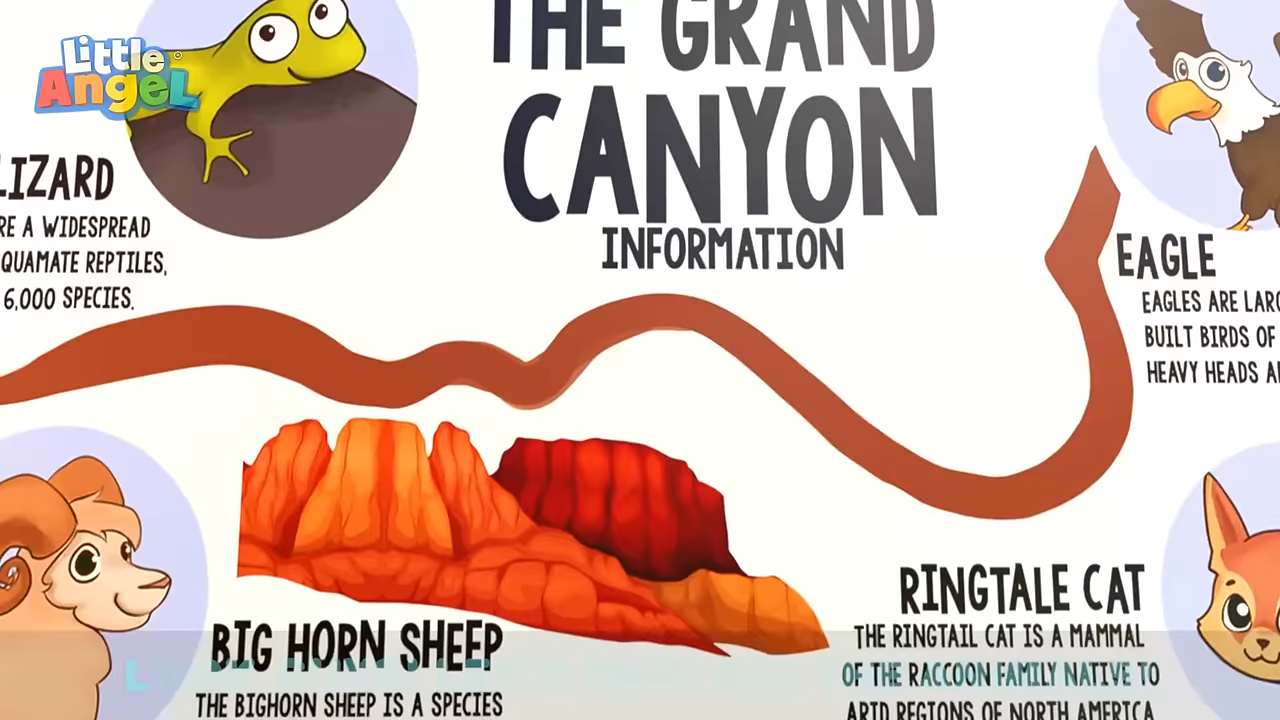 Little
Angel
THE GRAND
CANYON
INFORMATION
LIZARD
RE A WIDESPREAD
QUAMATE REPTILES,
6,000 SPECIES.
EAGLE
EAGLES ARE LARG
BUILT BIRDS OF
HEAVY HEADS A
BIG HORN SHEEP
THE BIGHORN SHEEP IS A SPECIES
RINGTALE CAT
THE RINGTAIL CAT IS A MAMMAL
OF THE RACCOON FAMILY NATIVE TO
ARID REGIONS OF NORTH AMERICA